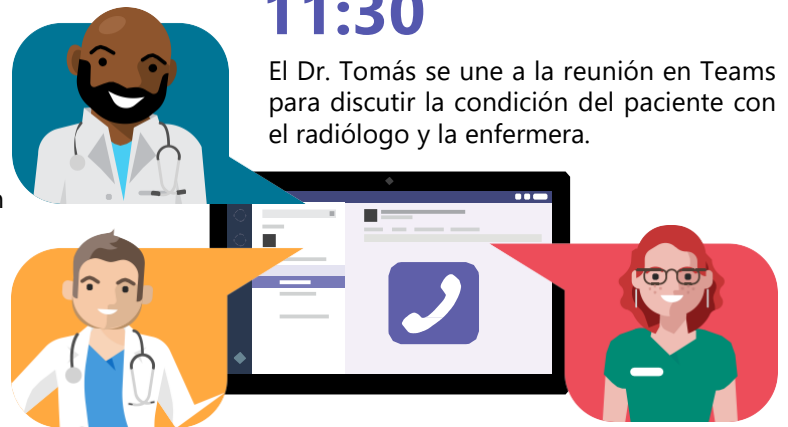 11:30
El Dr. Tomás se une a la reunión en Teams
para discutir la condición del paciente con
el radiólogo y la enfermera.